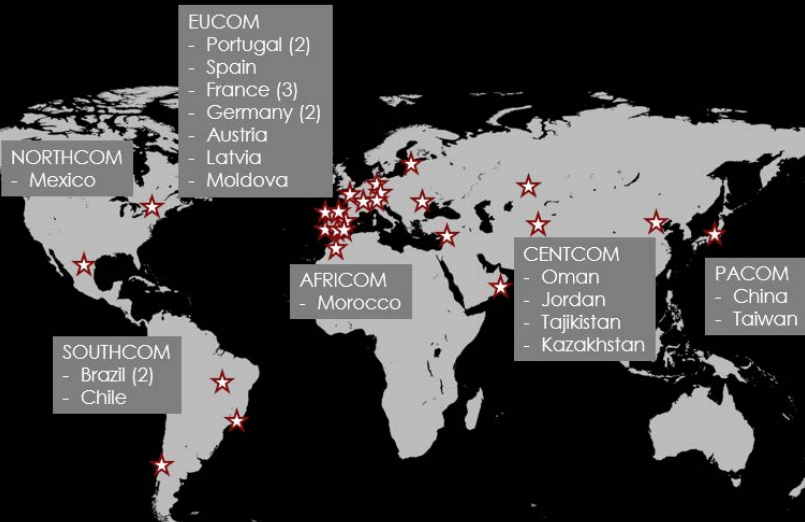 EUCOM
- Portugal (2)
- Spain
- France (3)
- Germany (2)
- Austria
- Latvia
- Moldova
NORTHCOM
- Mexico
AFRICOM
- Morocco
CENTCOM
- Oman
- Jordan
- Tajikistan
- Kazakhstan
PACOM
- China
- Taiwan
SOUTHCOM
- Brazil (2)
- Chile